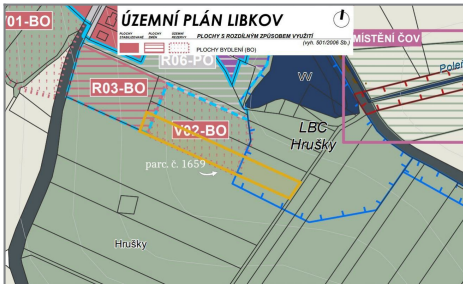 ÚZEMNÍ PLÁN LIBKOV
PLOCHY STABILIZOVANÉ
PLOCHY ZMĚN
ÚZEMNÍ REZERVY
PLOCHY S ROZDÍLNÝM ZPŮSOBEM VYUŽITÍ
(vyh. 501/2006 Sb.)
PLOCHY BYDLENÍ (BO)
01-BO
R06-PO
MÍSTĚNÍ ČOV
R03-BO
W
Poleň
V02-BO
LBC
Hrušky
parc. č. 1659
Hrušky